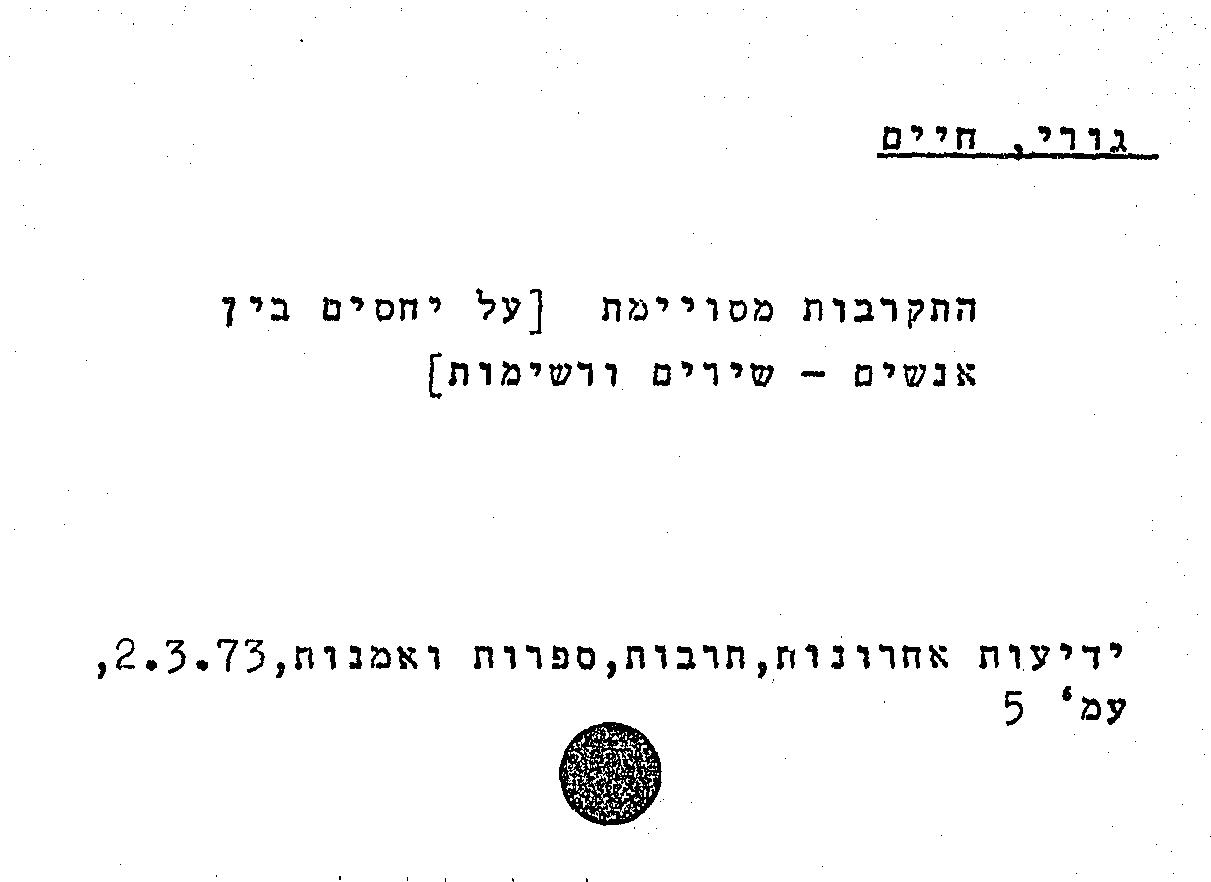 גורי, חיים
התקרבות מסויימת [על יחסים בין
אנשים – שירים ורשימות]
ידיעות אחרונות,תרבות,ספרות ואמנות,2.3.73,
עמ' 5